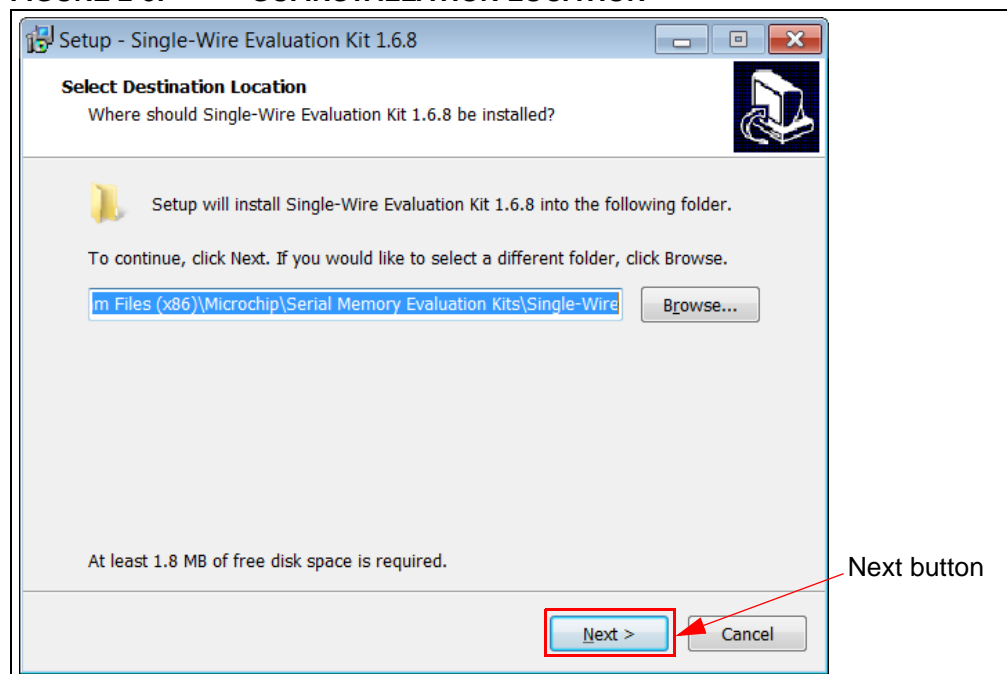 Setup - Single-Wire Evaluation Kit 1.6.8
Select Destination Location
Where should Single-Wire Evaluation Kit 1.6.8 be installed?
Setup will install Single-Wire Evaluation Kit 1.6.8 into the following folder.
To continue, click Next. If you would like to select a different folder, click Browse.
m Files (x86)\Microchip\Serial Memory Evaluation Kits\Single-Wire
Browse...
At least 1.8 MB of free disk space is required.
Next button
Next >
Cancel